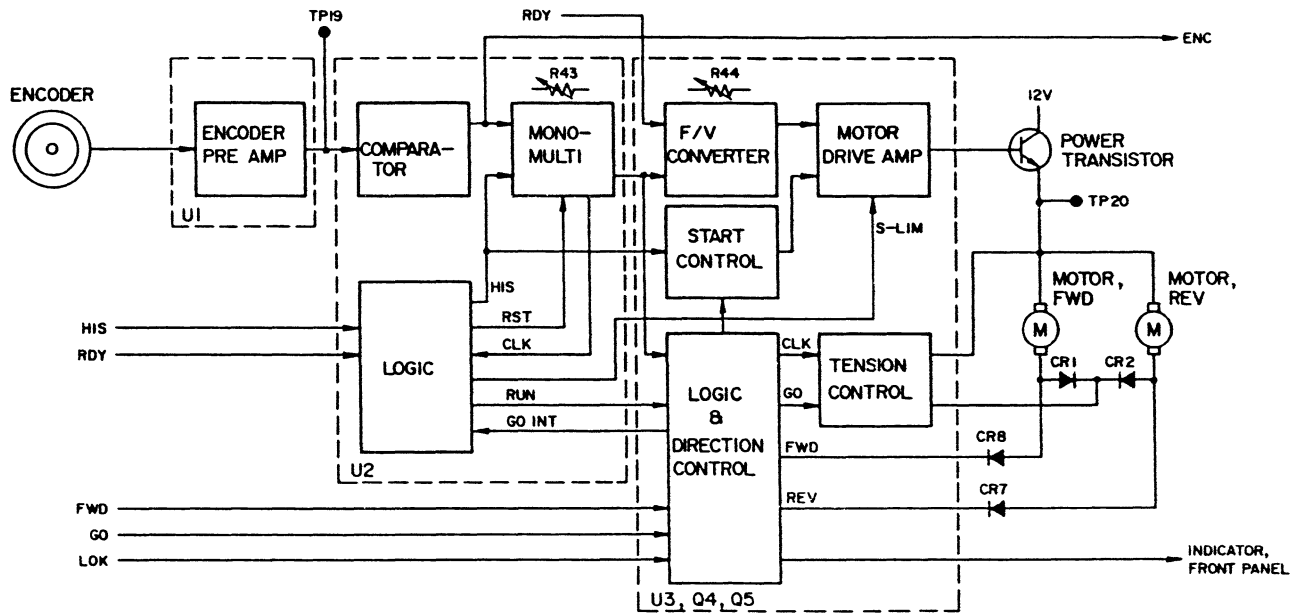 TP19
RDY
ENC
R43
R44
ENCODER
12V
ENCODER
PRE AMP
COMPARA-
TOR
MONO-
MULTI
F/V
CONVERTER
MOTOR
DRIVE AMP
POWER
TRANSISTOR
U1
TP20
START
CONTROL
S-LIM
MOTOR,
FWD
MOTOR,
REV
HIS
HIS
RST
M
M
RDY
LOGIC
CLK
CLK
TENSION
CONTROL
CR1
CR2
RUN
LOGIC
&
DIRECTION
CONTROL
GO
GO INT
FWD
CR8
U2
REV
CR7
FWD
GO
LOK
INDICATOR,
FRONT PANEL
U3, Q4, Q5